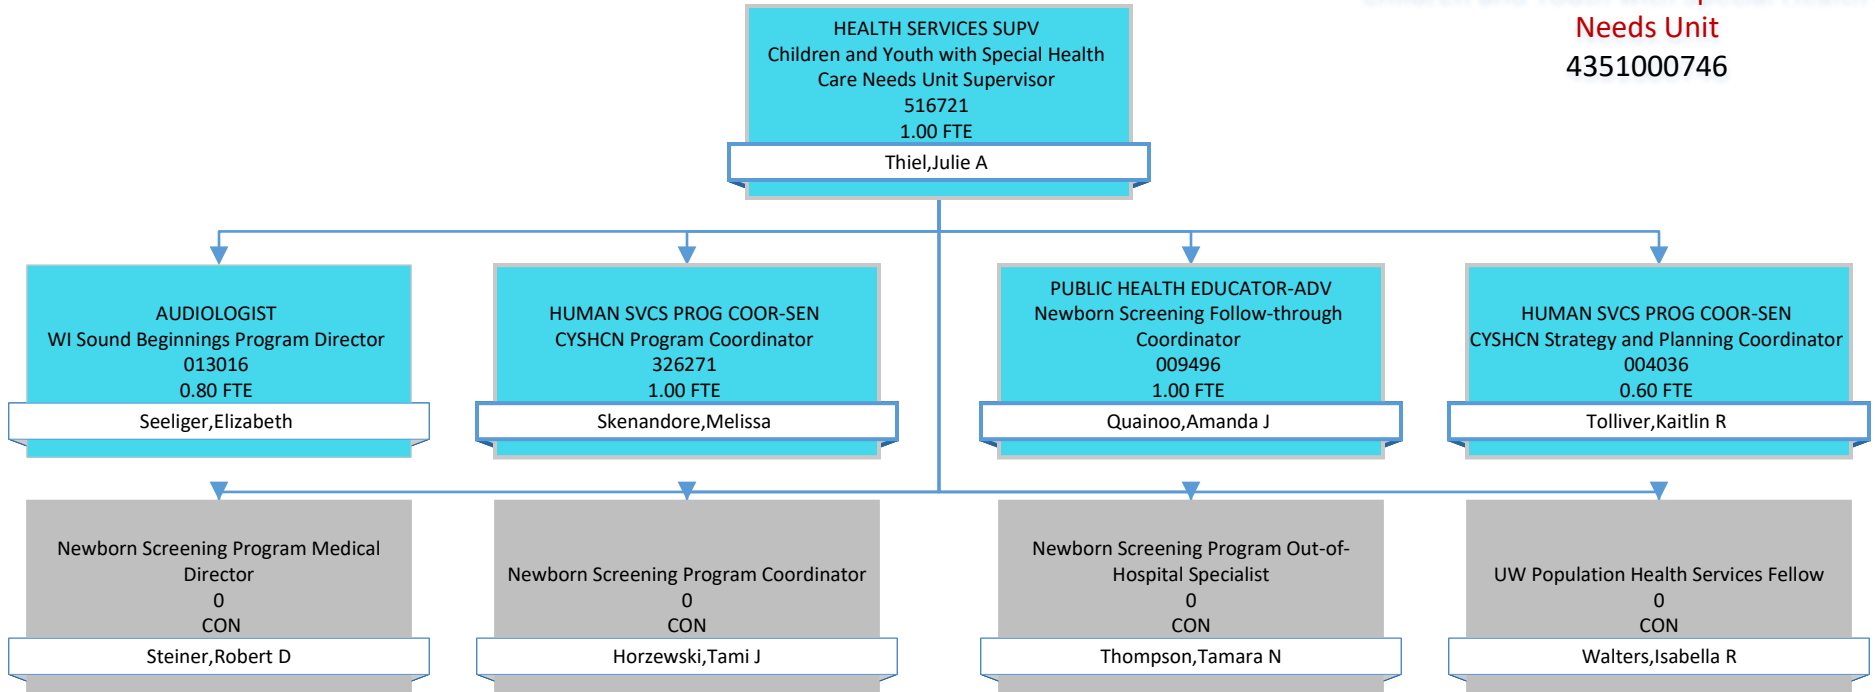 Needs Unit
4351000746
HEALTH SERVICES SUPV
Children and Youth with Special Health
Care Needs Unit Supervisor
516721
1.00 FTE
Thiel,Julie A
AUDIOLOGIST
WI Sound Beginnings Program Director
013016
0.80 FTE
Seeliger,Elizabeth
HUMAN SVCS PROG COOR-SEN
CYSHCN Program Coordinator
326271
1.00 FTE
Skenandore,Melissa
PUBLIC HEALTH EDUCATOR-ADV
Newborn Screening Follow-through
Coordinator
009496
1.00 FTE
Quainoo,Amanda J
HUMAN SVCS PROG COOR-SEN
CYSHCN Strategy and Planning Coordinator
004036
0.60 FTE
Tolliver,Kaitlin R
Newborn Screening Program Medical
Director
0
CON
Steiner,Robert D
Newborn Screening Program Coordinator
0
CON
Horzewski,Tami J
Newborn Screening Program Out-of-
Hospital Specialist
0
CON
Thompson,Tamara N
UW Population Health Services Fellow
0
CON
Walters,Isabella R